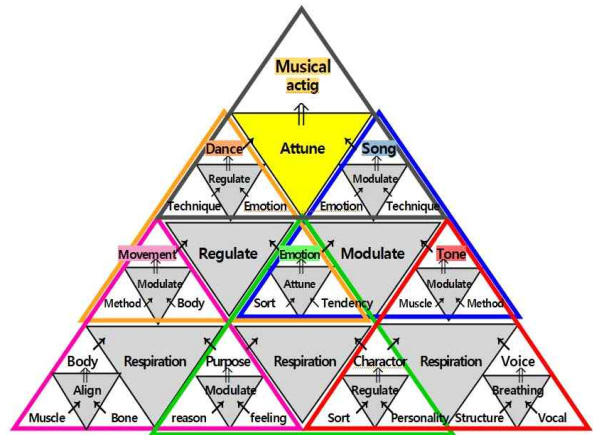 Musical
actig
Dance
Attune
Song
Regulate
Modulate
Technique Emotion Emotion Technique
Movement Regulate Emotion Modulate Tone
Modulate Attune Modulate
Method Body Sort Tendency Muscle Method
Body Respiration Purpose Respiration Charactor Respiration Voice
Align Modulate Regulate Breathing
Muscle Bone reason feeling Sort Personality Structure Vocal